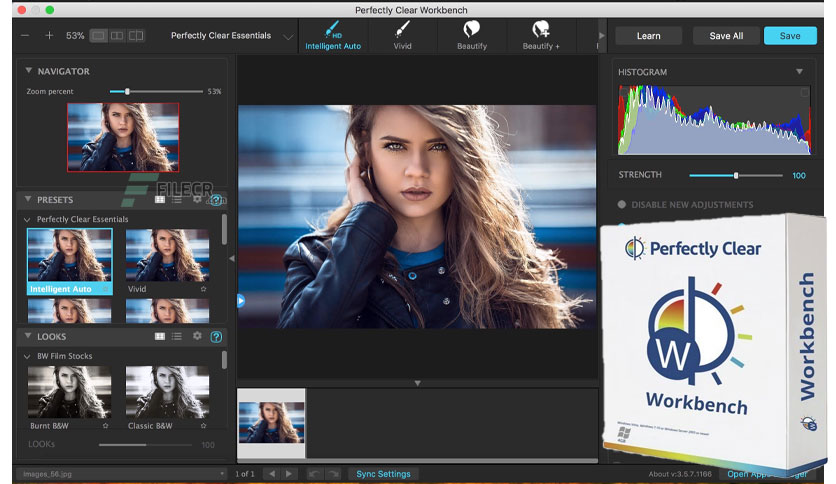 Perfectly Clear Workbench
53%
Perfectly Clear Essentials
HD
Intelligent Auto
Vivid
Beautify
Beautify +
Learn
Save All
Save
NAVIGATOR
Zoom percent
53%
FILECR
.com
PRESETS
?
Perfectly Clear Essentials
Intelligent Auto
Vivid
LOOKS
?
BW Film Stocks
Burnt B&W
Classic B&W
LOOKs
100
HISTOGRAM
STRENGTH
100
DISABLE NEW ADJUSTMENTS
Perfectly Clear
W
Workbench
Workbench
W
images_56.jpg
1 of 1
Sync Settings
About v:3.5.7.1166
Open App